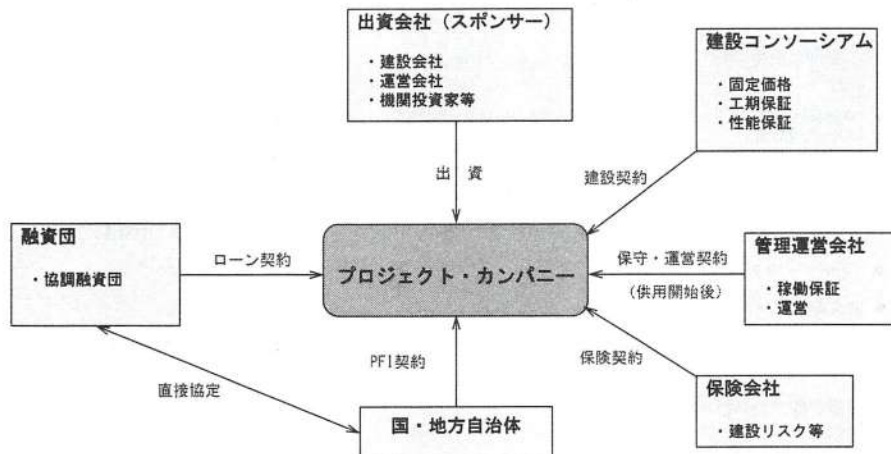 出資会社（スポンサー）
・建設会社
・運営会社
・機関投資家等
建設コンソーシアム
・固定価格
・工期保証
・性能保証
出 資
建設契約
融資団
・協調融資団
ローン契約
プロジェクト・カンパニー
保守・運営契約
（供用開始後）
管理運営会社
・稼働保証
・運営
直接協定
PFI契約
保険契約
国・地方自治体
保険会社
・建設リスク等